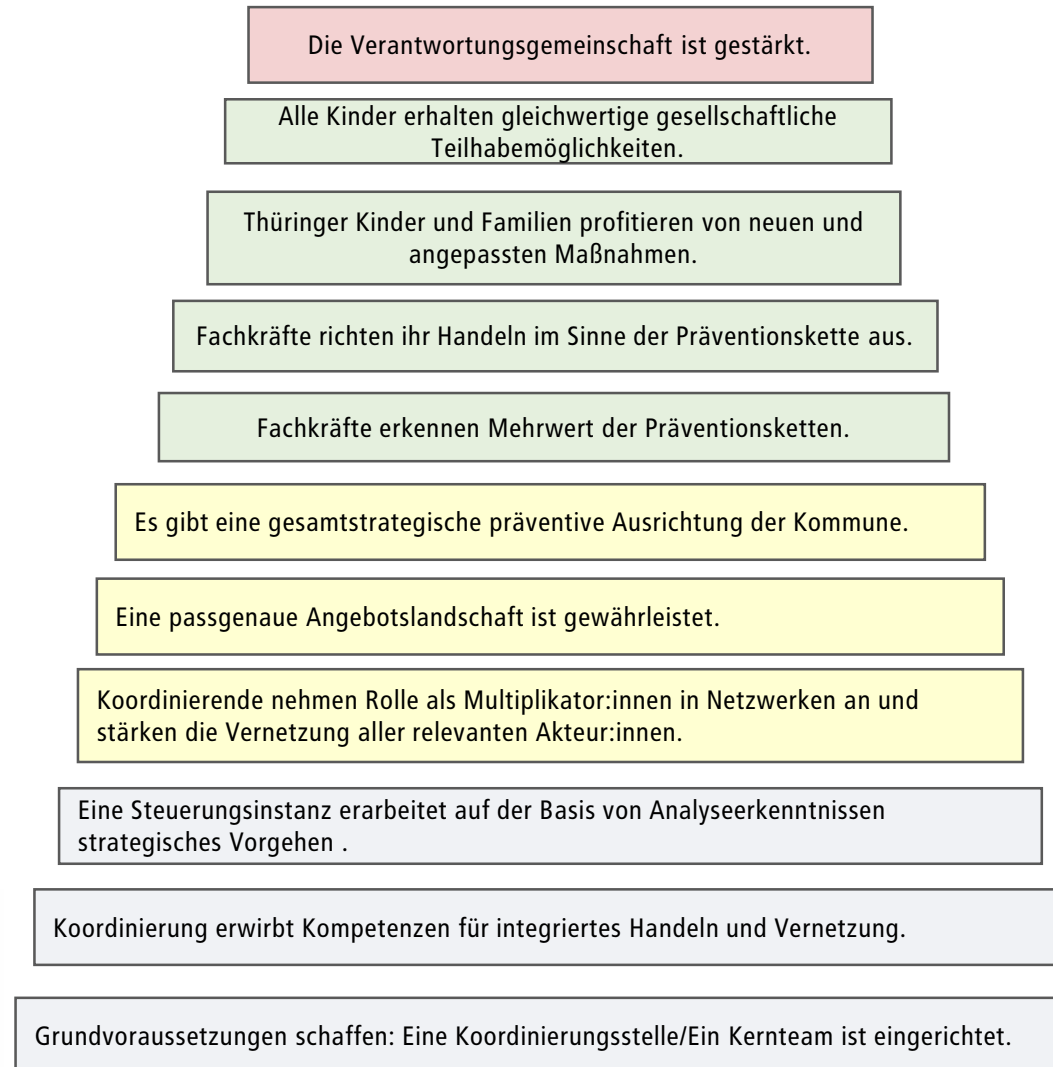 Die Verantwortungsgemeinschaft ist gestärkt.
Alle Kinder erhalten gleichwertige gesellschaftliche
Teilhabemöglichkeiten.
Thüringer Kinder und Familien profitieren von neuen und
angepassten Maßnahmen.
Fachkräfte richten ihr Handeln im Sinne der Präventionskette aus.
Fachkräfte erkennen Mehrwert der Präventionsketten.
Es gibt eine gesamtstrategische präventive Ausrichtung der Kommune.
Eine passgenaue Angebotslandschaft ist gewährleistet.
Koordinierende nehmen Rolle als Multiplikator:innen in Netzwerken an und
stärken die Vernetzung aller relevanten Akteur:innen.
Eine Steuerungsinstanz erarbeitet auf der Basis von Analyseerkenntnissen
strategisches Vorgehen .
Koordinierung erwirbt Kompetenzen für integriertes Handeln und Vernetzung.
Grundvoraussetzungen schaffen: Eine Koordinierungsstelle/Ein Kernteam ist eingerichtet.